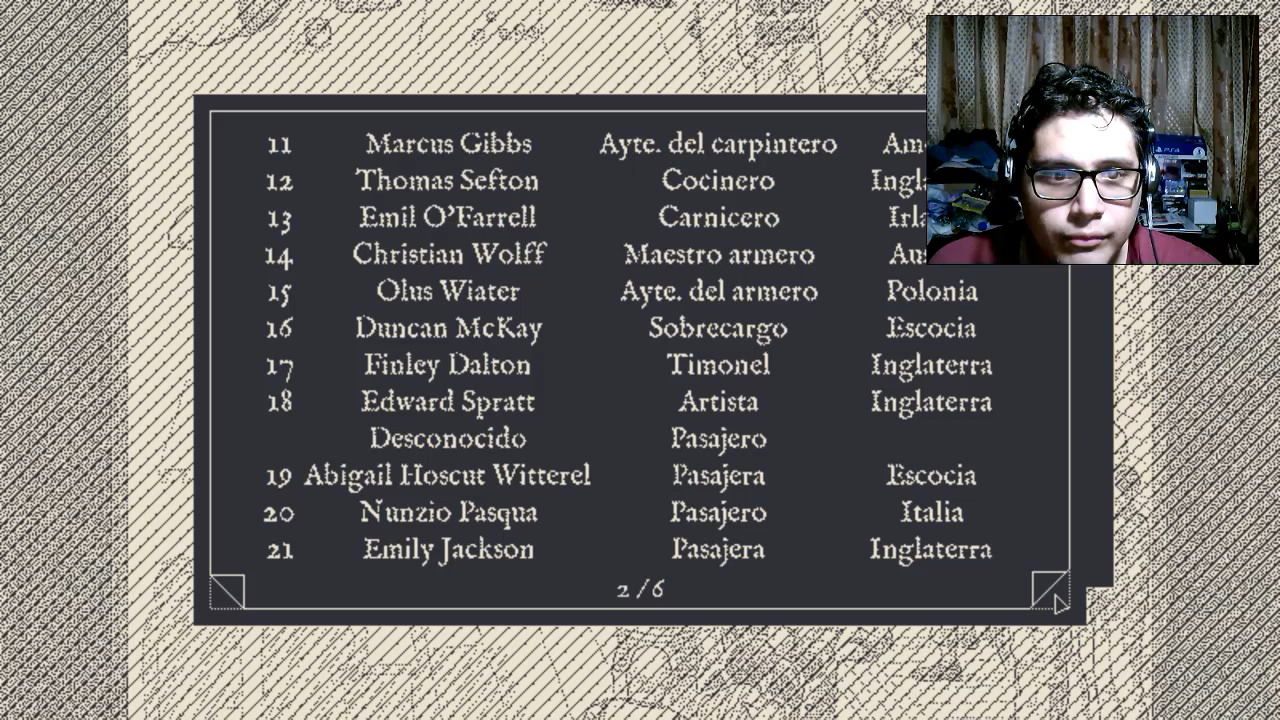 11 Marcus Gibbs Ayte. del carpintero
12 Thomas Sefton Cocinero
13 Emil O'Farrell Carnicero
14 Christian Wolff Maestro armero
15 Olus Wiater Ayte. del armero Polonia
16 Duncan McKay Sobrecargo Escocia
17 Finley Dalton Timonel Inglaterra
18 Edward Spratt Artista Inglaterra
Desconocido Pasajero
19 Abigail Hoscut Witterel Pasajera Escocia
20 Nunzio Pasqua Pasajero Italia
21 Emily Jackson Pasajera Inglaterra
2/6